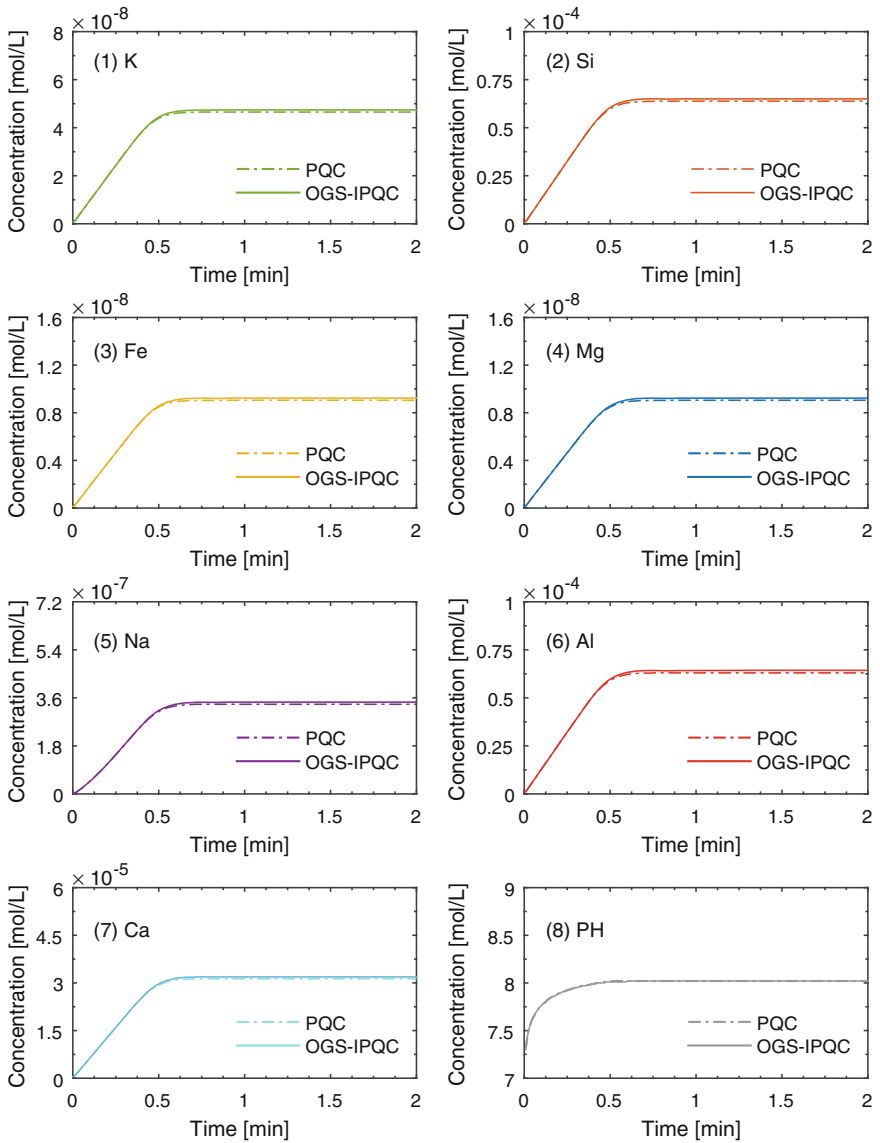 × 10⁻⁸
Concentration [mol/L]
8
6
4
2
0
(1) K
PQC
OGS-IPQC
0 0.5 1 1.5 2
Time [min]
× 10⁻⁴
Concentration [mol/L]
1
0.75
0.5
0.25
0
(2) Si
PQC
OGS-IPQC
0 0.5 1 1.5 2
Time [min]
× 10⁻⁸
Concentration [mol/L]
1.6
1.2
0.8
0.4
0
(3) Fe
PQC
OGS-IPQC
0 0.5 1 1.5 2
Time [min]
× 10⁻⁸
Concentration [mol/L]
1.6
1.2
0.8
0.4
0
(4) Mg
PQC
OGS-IPQC
0 0.5 1 1.5 2
Time [min]
× 10⁻⁷
Concentration [mol/L]
7.2
5.4
3.6
1.8
0
(5) Na
PQC
OGS-IPQC
0 0.5 1 1.5 2
Time [min]
× 10⁻⁴
Concentration [mol/L]
1
0.75
0.5
0.25
0
(6) Al
PQC
OGS-IPQC
0 0.5 1 1.5 2
Time [min]
× 10⁻⁵
Concentration [mol/L]
6
4.5
3
1.5
0
(7) Ca
PQC
OGS-IPQC
0 0.5 1 1.5 2
Time [min]
Concentration [mol/L]
9
8.5
8
7.5
7
(8) PH
PQC
OGS-IPQC
0 0.5 1 1.5 2
Time [min]